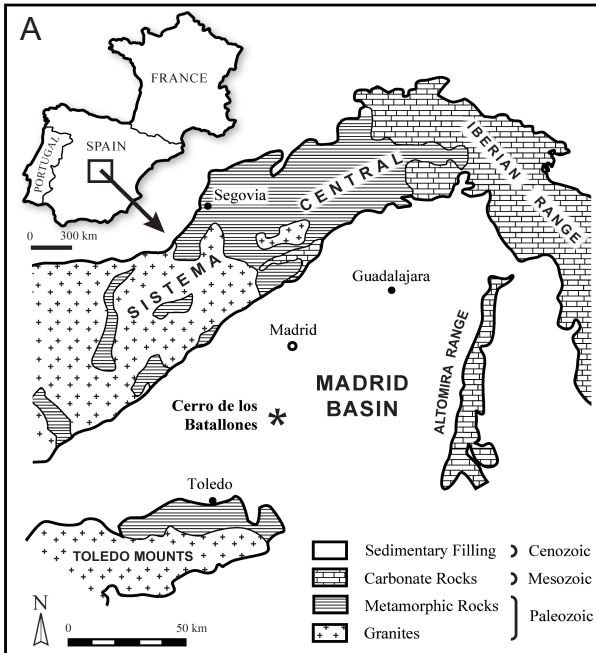 A
FRANCE
SPAIN
PORTUGAL
0 300 km
Segovia
SISTEMA CENTRAL
IBERIAN RANGE
Guadalajara
Madrid
MADRID
BASIN
ALTOMIRA RANGE
Cerro de los
Batallones
*
Toledo
TOLEDO MOUNTS
N
0 50 km
Sedimentary Filling Cenozoic
Carbonate Rocks Mesozoic
Metamorphic Rocks
Paleozoic
Granites